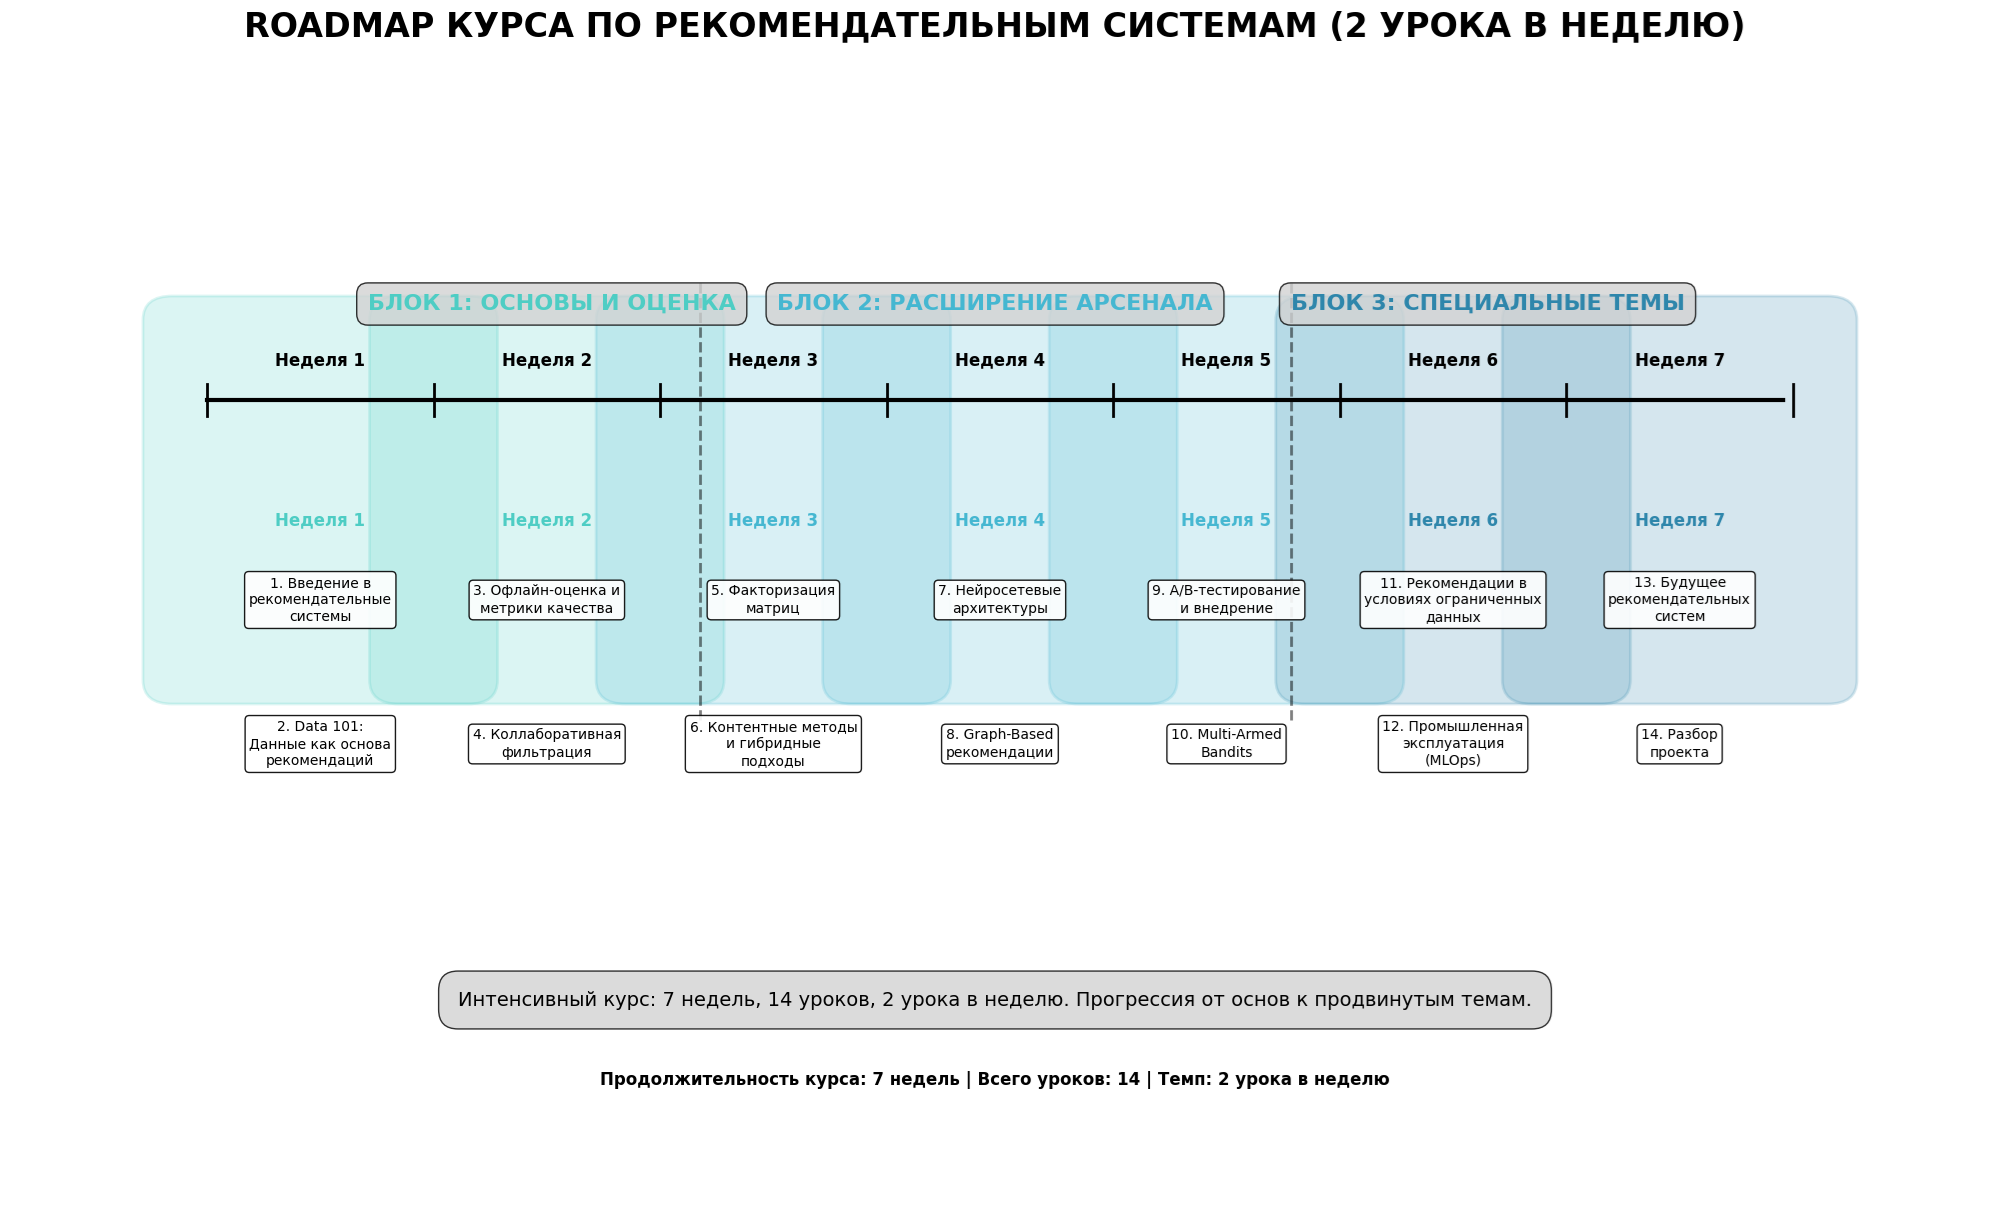 ROADMAP КУРСА ПО РЕКОМЕНДАТЕЛЬНЫМ СИСТЕМАМ (2 УРОКА В НЕДЕЛЮ)
БЛОК 1: ОСНОВЫ И ОЦЕНКА
БЛОК 2: РАСШИРЕНИЕ АРСЕНАЛА
БЛОК 3: СПЕЦИАЛЬНЫЕ ТЕМЫ
Неделя 1
Неделя 2
Неделя 3
Неделя 4
Неделя 5
Неделя 6
Неделя 7
Неделя 1
Неделя 2
Неделя 3
Неделя 4
Неделя 5
Неделя 6
Неделя 7
1. Введение в
рекомендательные
системы
3. Офлайн-оценка и
метрики качества
5. Факторизация
матриц
7. Нейросетевые
архитектуры
9. A/B-тестирование
и внедрение
11. Рекомендации в
условиях ограниченных
данных
13. Будущее
рекомендательных
систем
2. Data 101:
Данные как основа
рекомендаций
4. Коллаборативная
фильтрация
6. Контентные методы
и гибридные
подходы
8. Graph-Based
рекомендации
10. Multi-Armed
Bandits
12. Промышленная
эксплуатация
(MLOps)
14. Разбор
проекта
Интенсивный курс: 7 недель, 14 уроков, 2 урока в неделю. Прогрессия от основ к продвинутым темам.
Продолжительность курса: 7 недель | Всего уроков: 14 | Темп: 2 урока в неделю